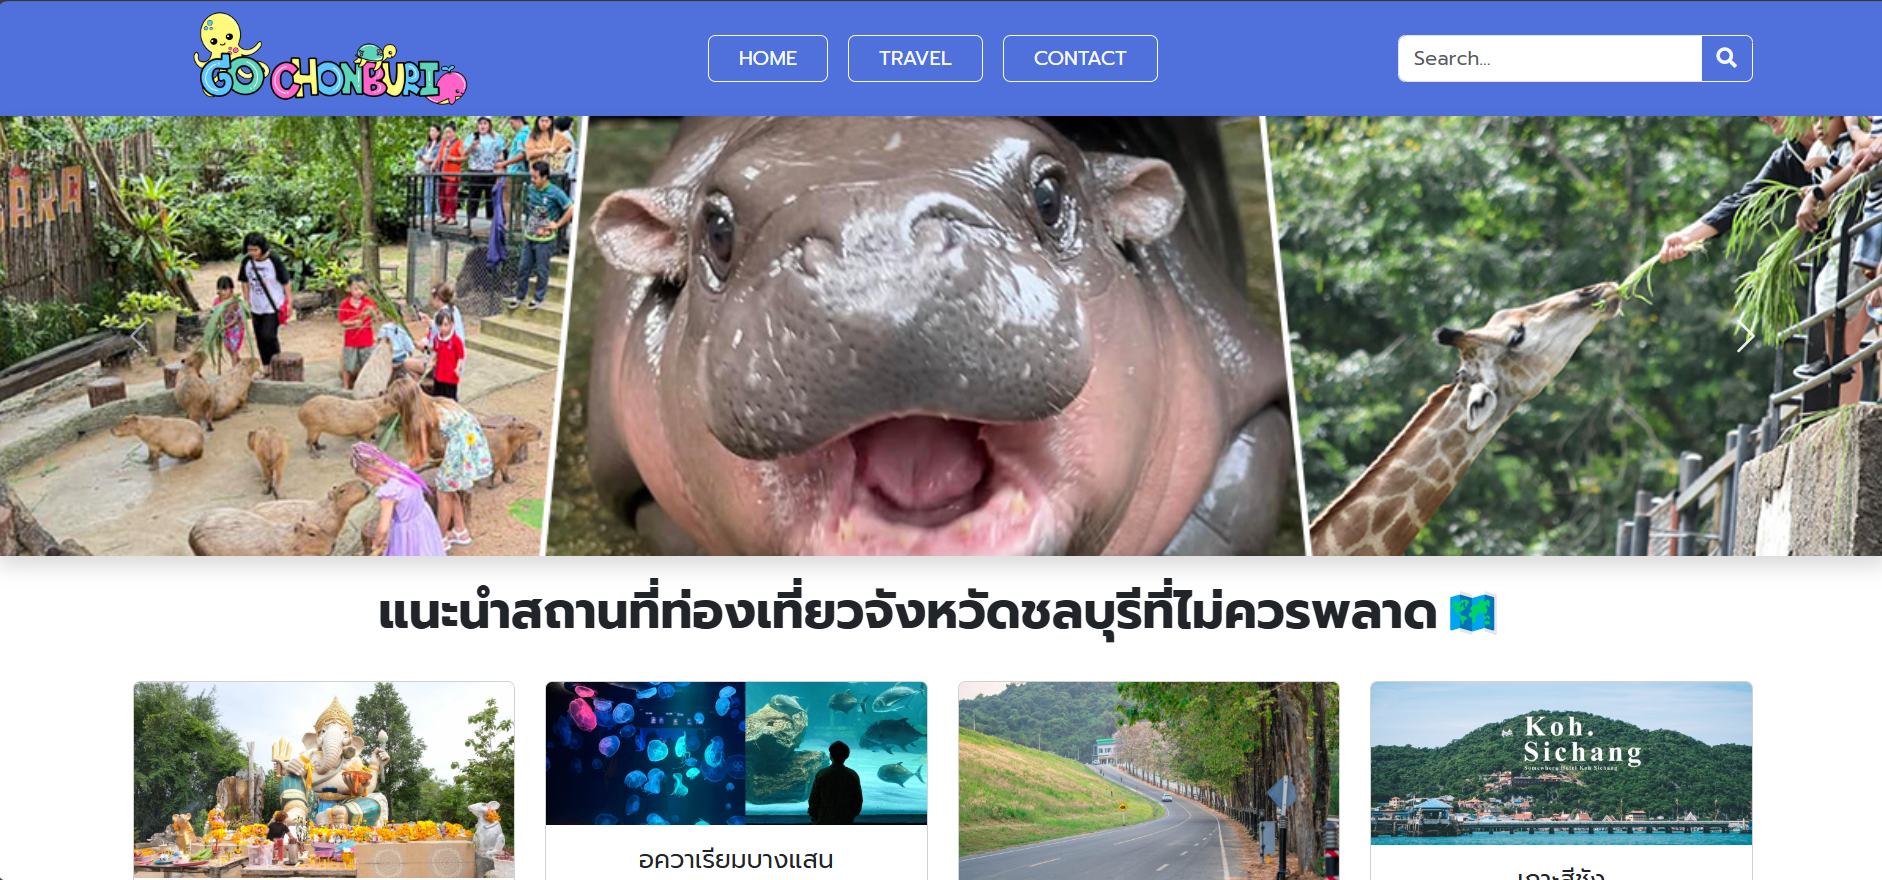 GO CHONBURI
HOME
TRAVEL
CONTACT
Search...
แนะนำสถานที่ท่องเที่ยวจังหวัดชลบุรีที่ไม่ควรพลาด
Koh.
Sichang
Somewhere Hotel Koh Sichang
อควาเรียมบางแสน
เกาะสีชัง